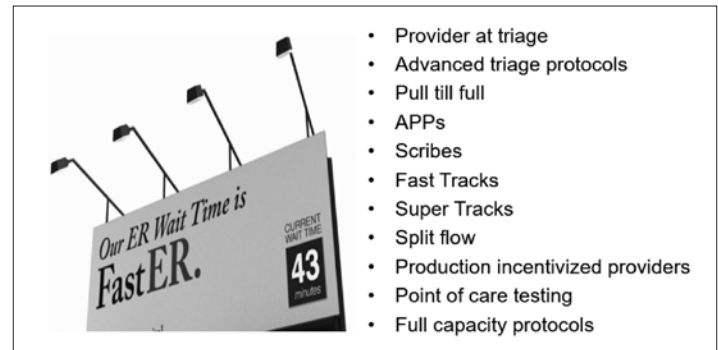 Our ER Wait Time is
FastER.
CURRENT
WAIT TIME
43
minutes
• Provider at triage
• Advanced triage protocols
• Pull till full
• APPs
• Scribes
• Fast Tracks
• Super Tracks
• Split flow
• Production incentivized providers
• Point of care testing
• Full capacity protocols